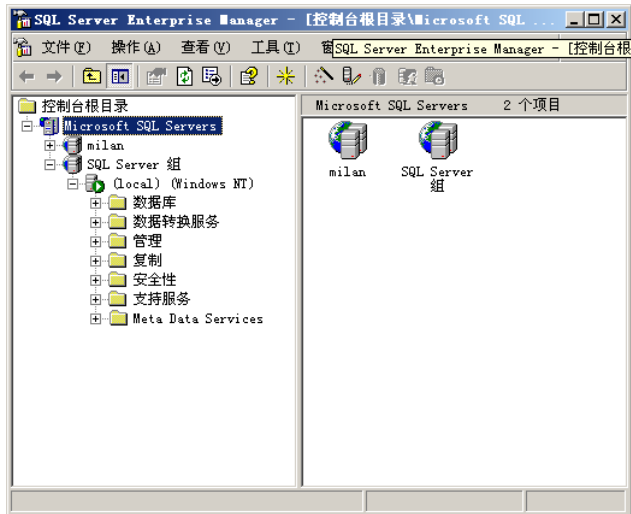 SQL Server Enterprise Manager - [控制台根目录\Microsoft SQL ...
文件(F) 操作(A) 查看(V) 工具(T) 窗
SQL Server Enterprise Manager - [控制台根
控制台根目录
Microsoft SQL Servers
milan
SQL Server 组
(local) (Windows NT)
数据库
数据转换服务
管理
复制
安全性
支持服务
Meta Data Services
Microsoft SQL Servers 2 个项目
milan
SQL Server
组